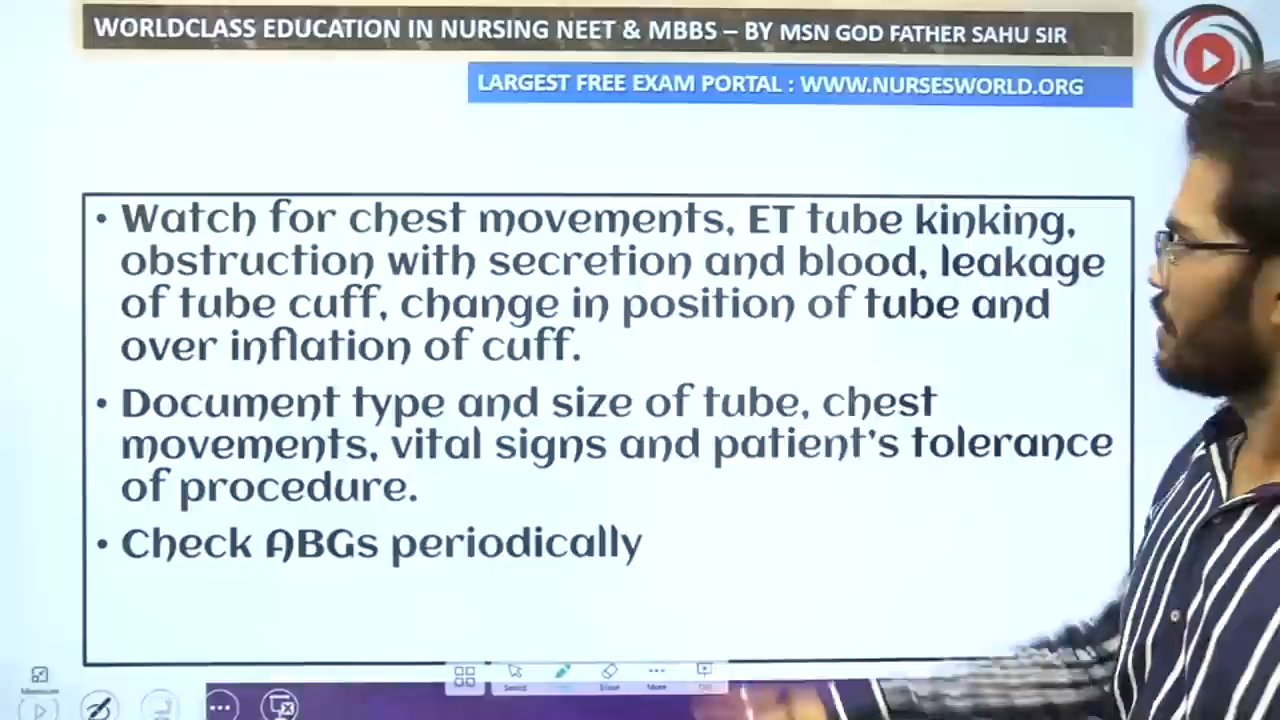 WORLDCLASS EDUCATION IN NURSING NEET & MBBS – BY MSN GOD FATHER SAHU SIR
LARGEST FREE EXAM PORTAL : WWW.NURSESWORLD.ORG
• Watch for chest movements, ET tube kinking,
obstruction with secretion and blood, leakage
of tube cuff, change in position of tube and
over inflation of cuff.
• Document type and size of tube, chest
movements, vital signs and patient's tolerance
of procedure.
• Check ABGs periodically
Select
Erase
More